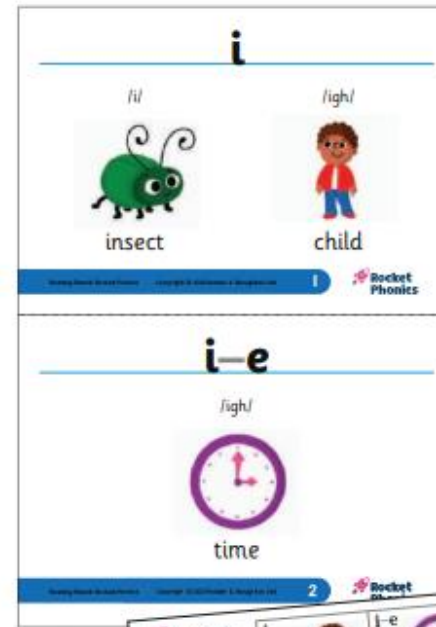 i
/i/ /igh/
insect child
1 Rocket
Phonics
i–e
/igh/
time
2 Rocket
i–e